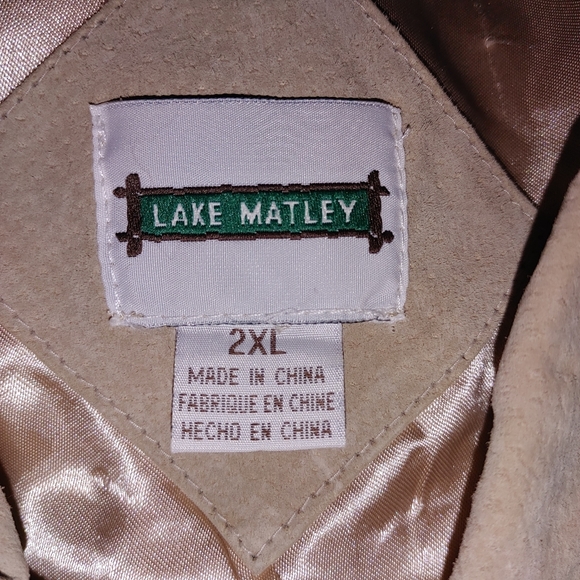 LAKE MATLEY
2XL
MADE IN CHINA
FABRIQUE EN CHINE
HECHO EN CHINA